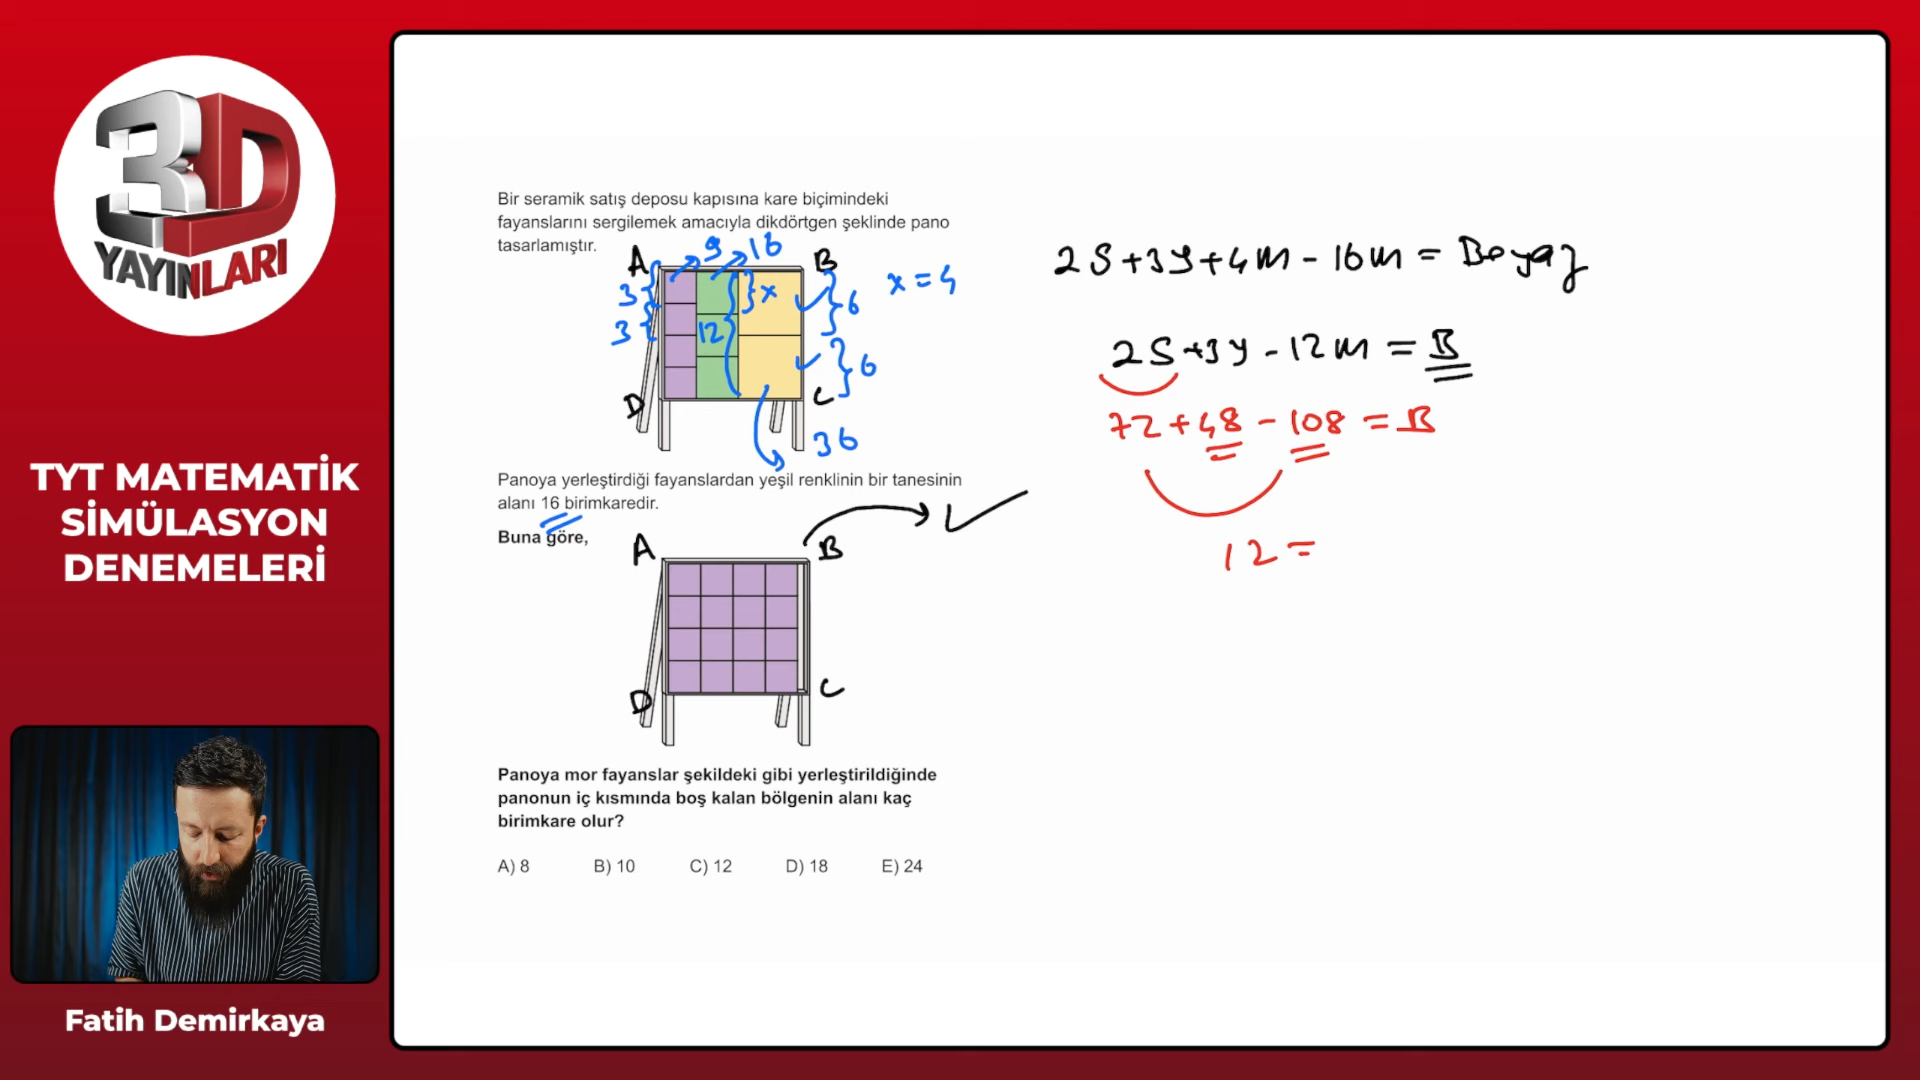 3D
YAYINLARI
TYT MATEMATİK
SİMÜLASYON
DENEMELERİ
Fatih Demirkaya
Bir seramik satış deposu kapısına kare biçimindeki
fayanslarını sergilemek amacıyla dikdörtgen şeklinde pano
tasarlamıştır.
A 9 16 B
3 x 6 x = 4
3 12
6
D C
36
Panoya yerleştirdiği fayanslardan yeşil renklinin bir tanesinin
alanı 16 birimkaredir.
Buna göre,
A B
D C
Panoya mor fayanslar şekildeki gibi yerleştirildiğinde
panonun iç kısmında boş kalan bölgenin alanı kaç
birimkare olur?
A) 8 B) 10 C) 12 D) 18 E) 24
2S+3y+4m-16m = Beyaz
2S+3y-12m = B
72+48-108 = B
12=